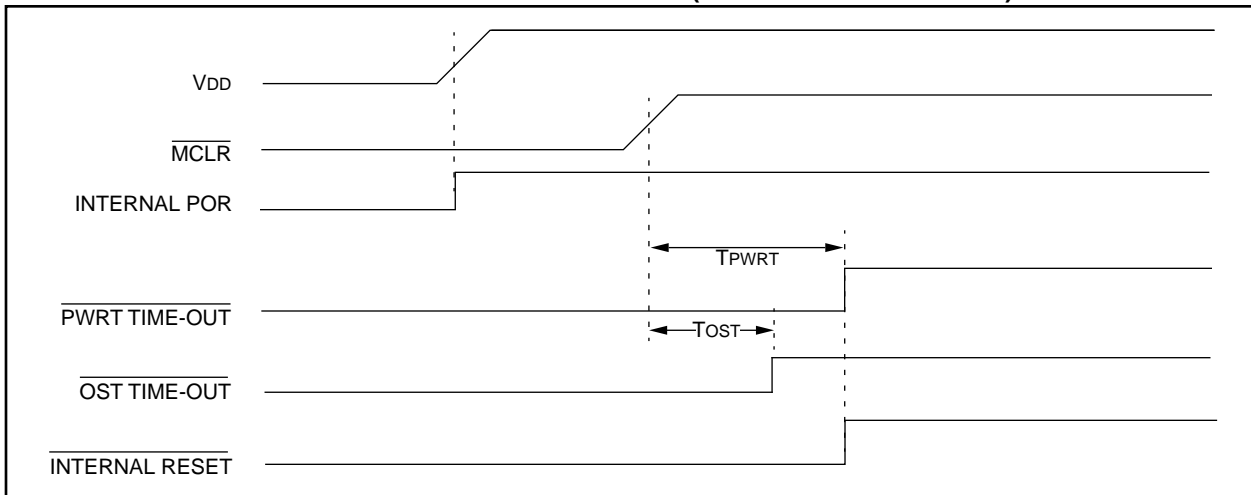 VDD
MCLR
INTERNAL POR
TPWRT
PWRT TIME-OUT
TOST
OST TIME-OUT
INTERNAL RESET